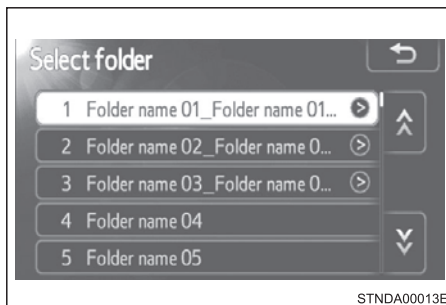 Select folder
1 Folder name 01_Folder name 01...
2 Folder name 02_Folder name 0...
3 Folder name 03_Folder name 0...
4 Folder name 04
5 Folder name 05
STNDA00013E